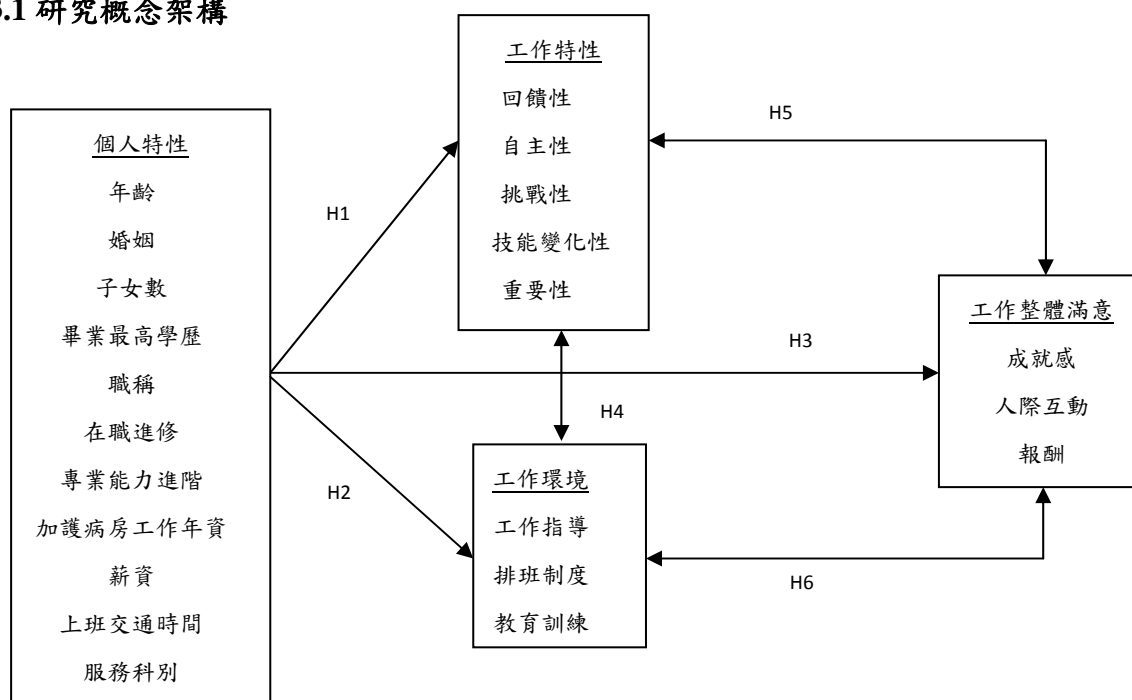 3.1 研究概念架構
個人特性
年齡
婚姻
子女數
畢業最高學歷
職稱
在職進修
專業能力進階
加護病房工作年資
薪資
上班交通時間
服務科別
H1
H2
工作特性
回饋性
自主性
挑戰性
技能變化性
重要性
H5
H3
H4
工作環境
工作指導
排班制度
教育訓練
H6
工作整體滿意
成就感
人際互動
報酬